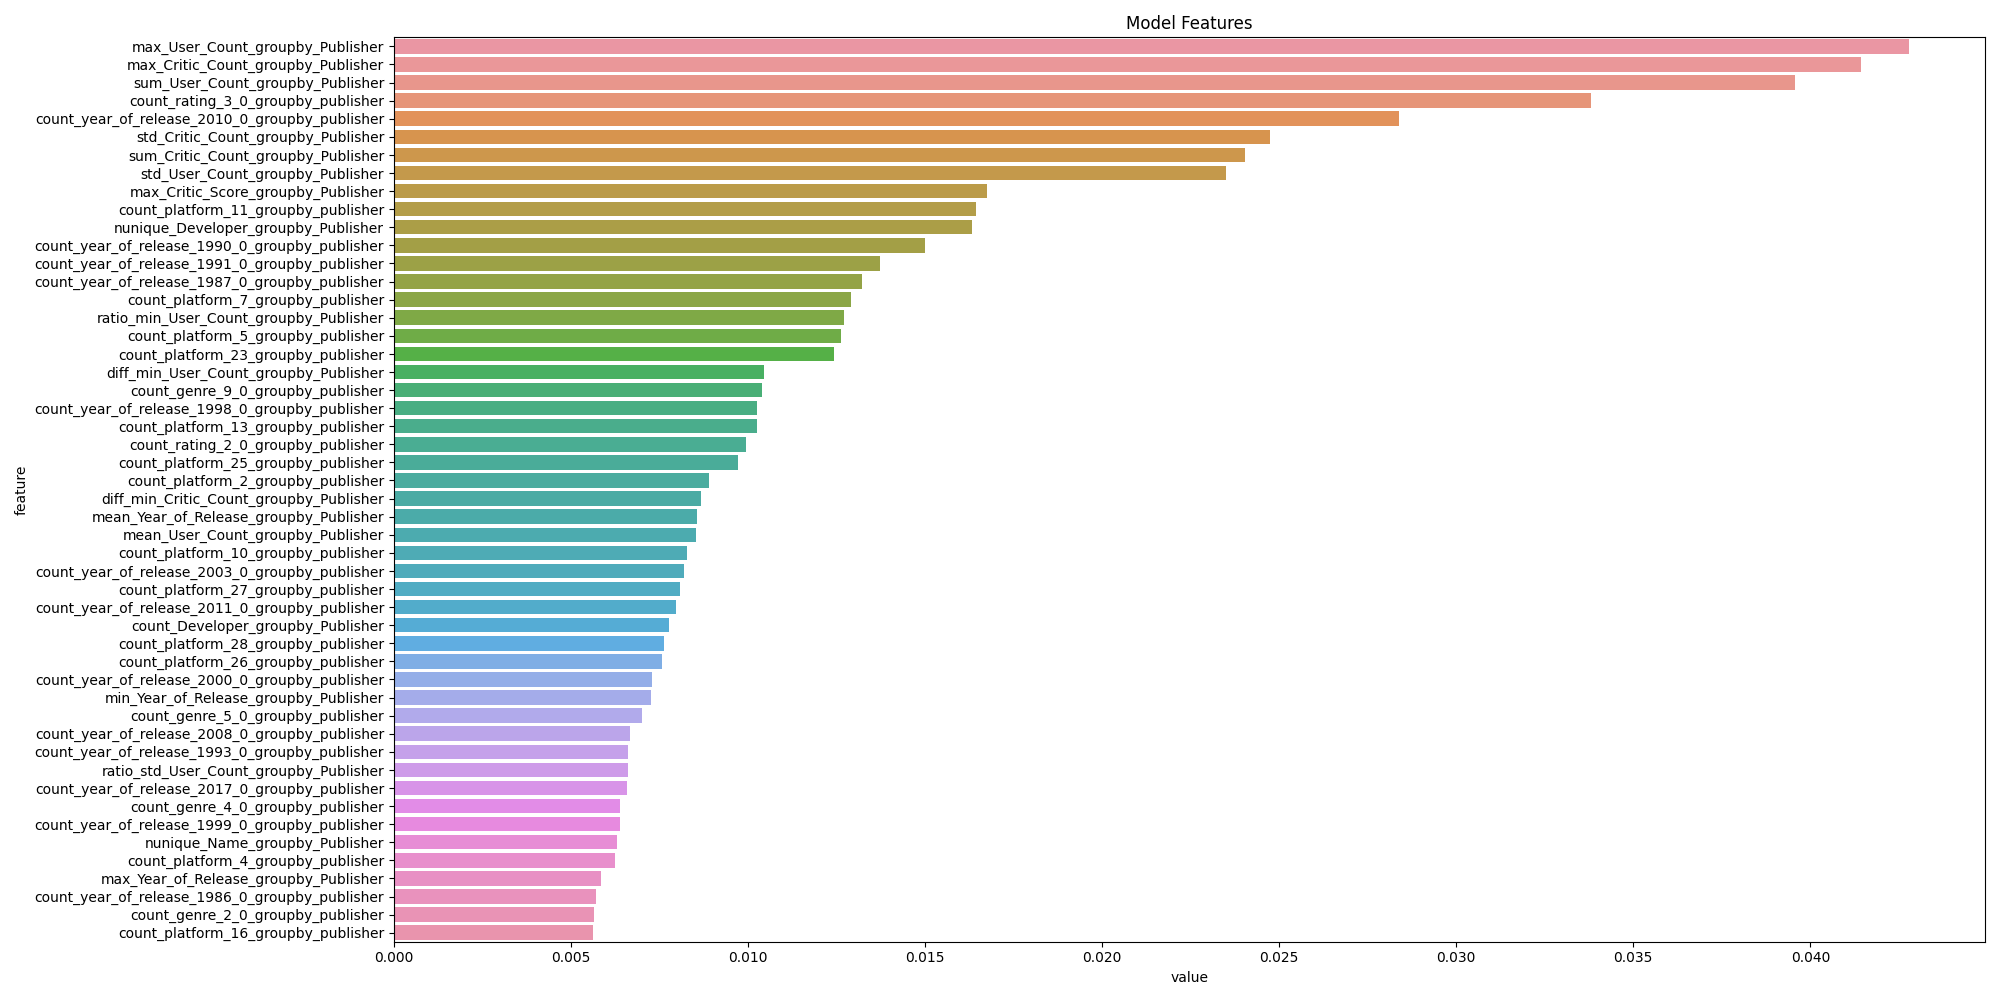 Model Features
max_User_Count_groupby_Publisher
max_Critic_Count_groupby_Publisher
sum_User_Count_groupby_Publisher
count_rating_3_0_groupby_publisher
count_year_of_release_2010_0_groupby_publisher
std_Critic_Count_groupby_Publisher
sum_Critic_Count_groupby_Publisher
std_User_Count_groupby_Publisher
max_Critic_Score_groupby_Publisher
count_platform_11_groupby_publisher
nunique_Developer_groupby_Publisher
count_year_of_release_1990_0_groupby_publisher
count_year_of_release_1991_0_groupby_publisher
count_year_of_release_1987_0_groupby_publisher
count_platform_7_groupby_publisher
ratio_min_User_Count_groupby_Publisher
count_platform_5_groupby_publisher
count_platform_23_groupby_publisher
diff_min_User_Count_groupby_Publisher
count_genre_9_0_groupby_publisher
count_year_of_release_1998_0_groupby_publisher
count_platform_13_groupby_publisher
count_rating_2_0_groupby_publisher
count_platform_25_groupby_publisher
count_platform_2_groupby_publisher
diff_min_Critic_Count_groupby_Publisher
mean_Year_of_Release_groupby_Publisher
mean_User_Count_groupby_Publisher
count_platform_10_groupby_publisher
count_year_of_release_2003_0_groupby_publisher
count_platform_27_groupby_publisher
count_year_of_release_2011_0_groupby_publisher
count_Developer_groupby_Publisher
count_platform_28_groupby_publisher
count_platform_26_groupby_publisher
count_year_of_release_2000_0_groupby_publisher
min_Year_of_Release_groupby_Publisher
count_genre_5_0_groupby_publisher
count_year_of_release_2008_0_groupby_publisher
count_year_of_release_1993_0_groupby_publisher
ratio_std_User_Count_groupby_Publisher
count_year_of_release_2017_0_groupby_publisher
count_genre_4_0_groupby_publisher
count_year_of_release_1999_0_groupby_publisher
nunique_Name_groupby_Publisher
count_platform_4_groupby_publisher
max_Year_of_Release_groupby_Publisher
count_year_of_release_1986_0_groupby_publisher
count_genre_2_0_groupby_publisher
count_platform_16_groupby_publisher
feature
0.000 0.005 0.010 0.015 0.020 0.025 0.030 0.035 0.040
value